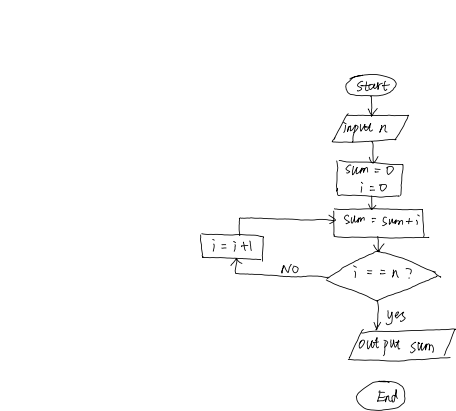 Start
input n
sum = 0
i = 0
sum = sum + i
i = i + 1
i == n ?
NO
yes
output sum
End